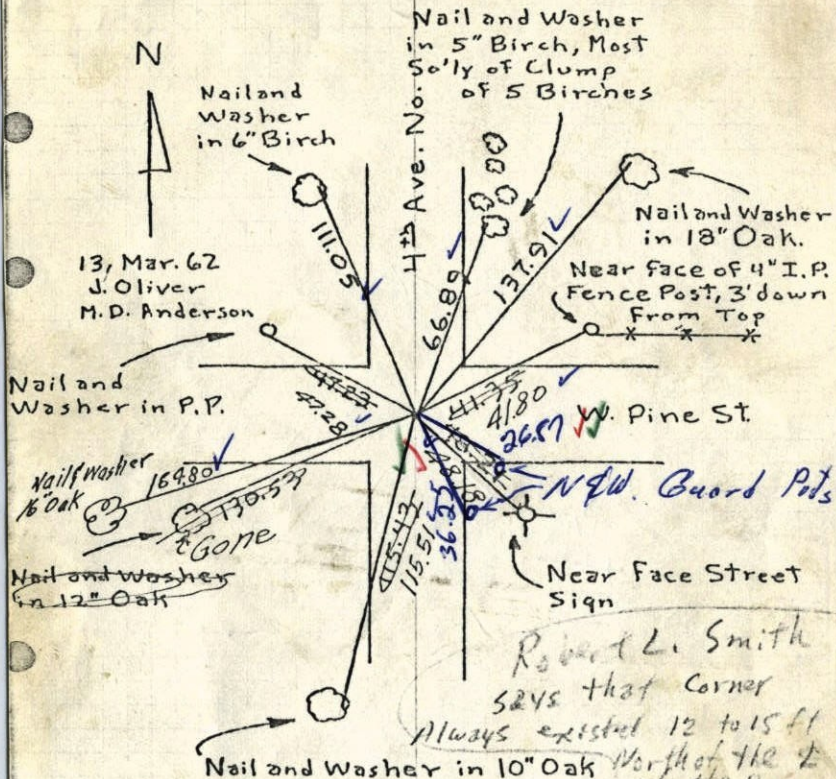 N
Nail and Washer
in 5" Birch, Most
So'ly of Clump
of 5 Birches
4th Ave. No.
Nail and
Washer
in 6" Birch
Nail and Washer
in 18" Oak.
111.05
66.89
137.91
13, Mar. 62
J. Oliver
M.D. Anderson
Near face of 4" I.P.
Fence Post, 3' down
From Top
Nail and
Washer in P.P.
47.28
41.75
41.80
W. Pine St.
26.87
Nail & Washer
16" Oak
164.80
130.53
Gone
Nail and Washer
in 12" Oak
N & W. Guard Posts
48.18
36.25
115.42
115.51
Near Face Street
Sign
Robert L. Smith
says that Corner
Always existed 12 to 15 ft
North of the
Nail and Washer in 10" Oak